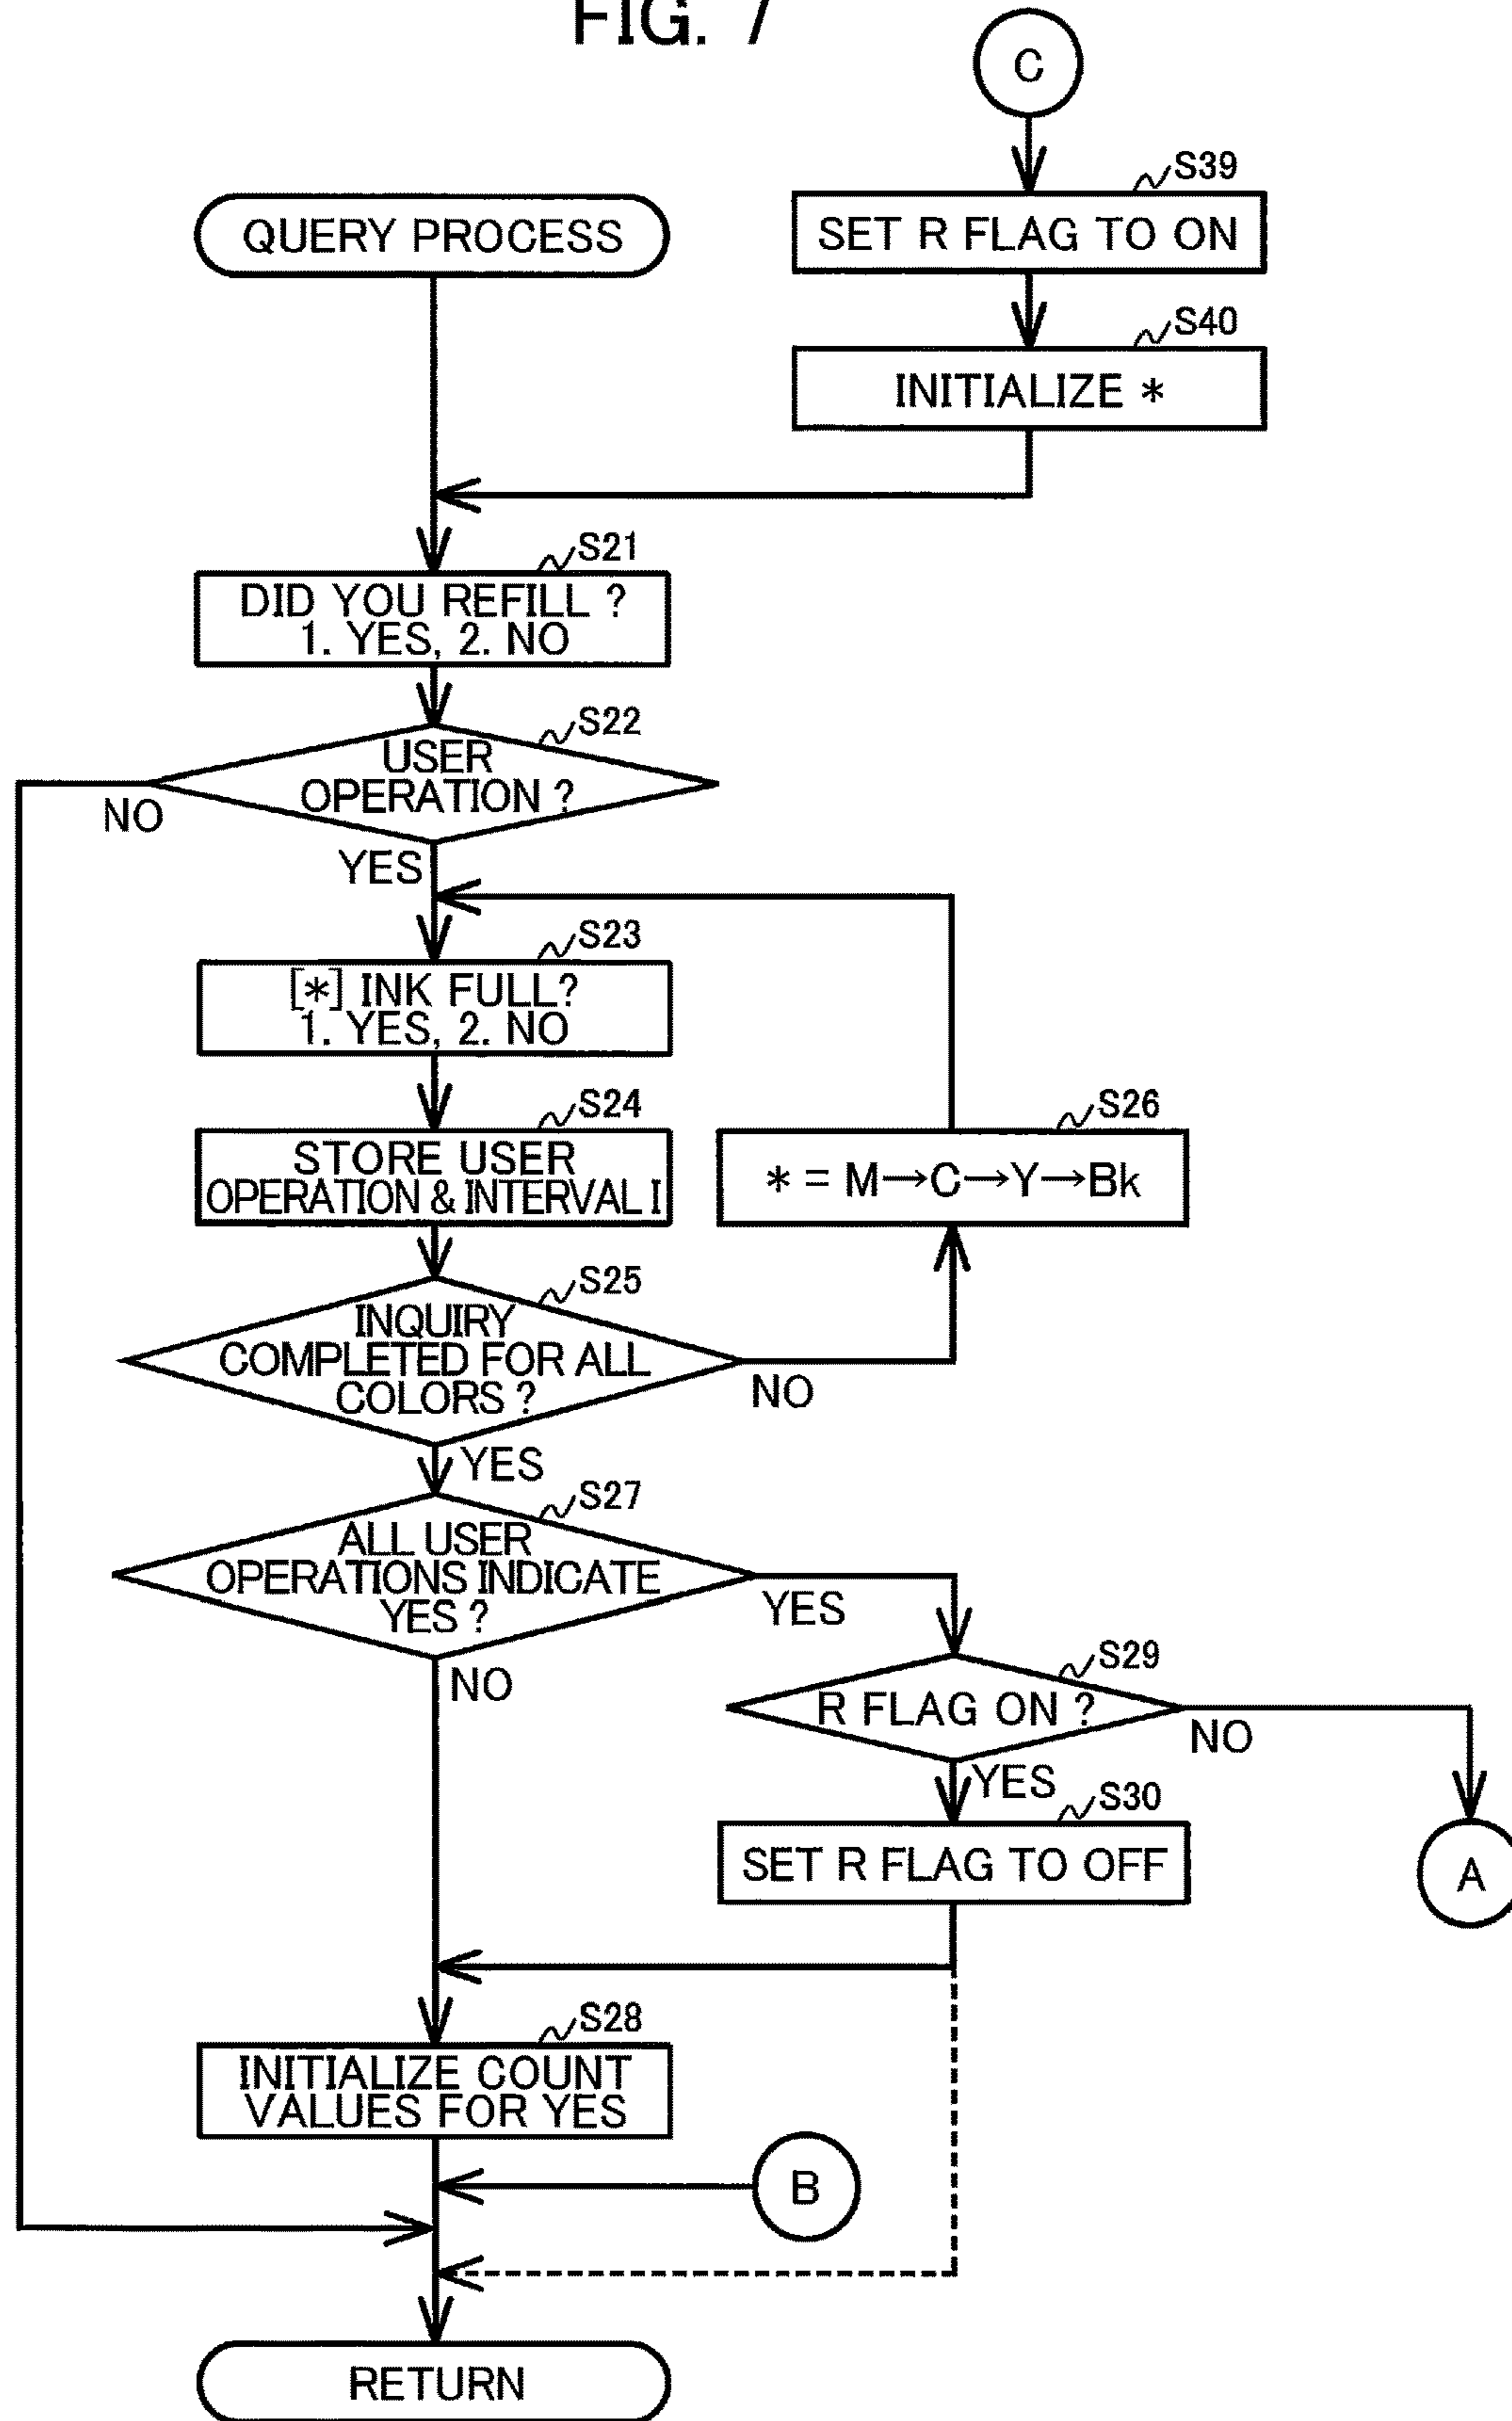 FIG. 7
C
S39
SET R FLAG TO ON
QUERY PROCESS
S40
INITIALIZE *
S21
DID YOU REFILL ?
1. YES, 2. NO
S22
USER
OPERATION ?
NO
YES
S23
[*] INK FULL?
1. YES, 2. NO
S24
STORE USER
OPERATION & INTERVAL I
S26
* = M→C→Y→Bk
S25
INQUIRY
COMPLETED FOR ALL
COLORS ?
NO
YES
S27
ALL USER
OPERATIONS INDICATE
YES ?
YES
NO
S29
R FLAG ON ?
NO
YES
S30
SET R FLAG TO OFF
A
S28
INITIALIZE COUNT
VALUES FOR YES
B
RETURN